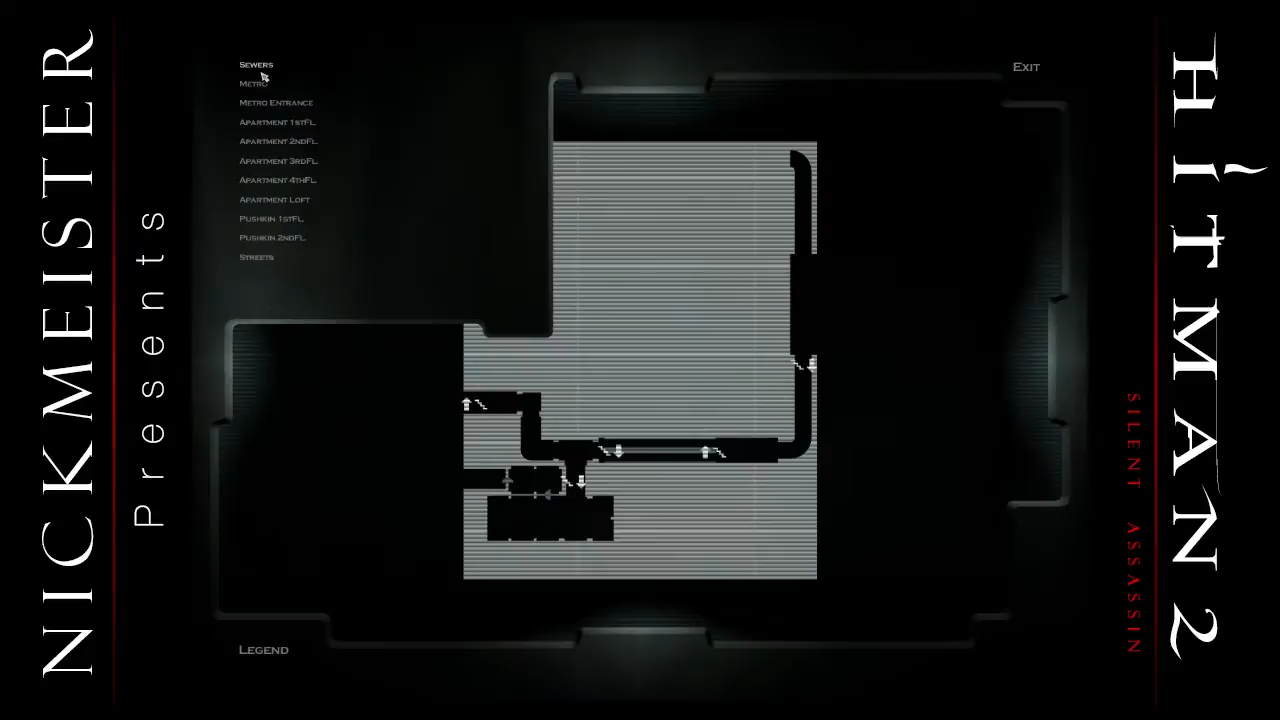 NICKMEISTER
Presents
SEWERS
METRO
METRO ENTRANCE
APARTMENT 1STFL.
APARTMENT 2NDFL.
APARTMENT 3RDFL.
APARTMENT 4THFL.
APARTMENT LOFT
PUSHKIN 1STFL.
PUSHKIN 2NDFL.
STREETS
EXIT
LEGEND
SILENT ASSASSIN
HITMAN 2